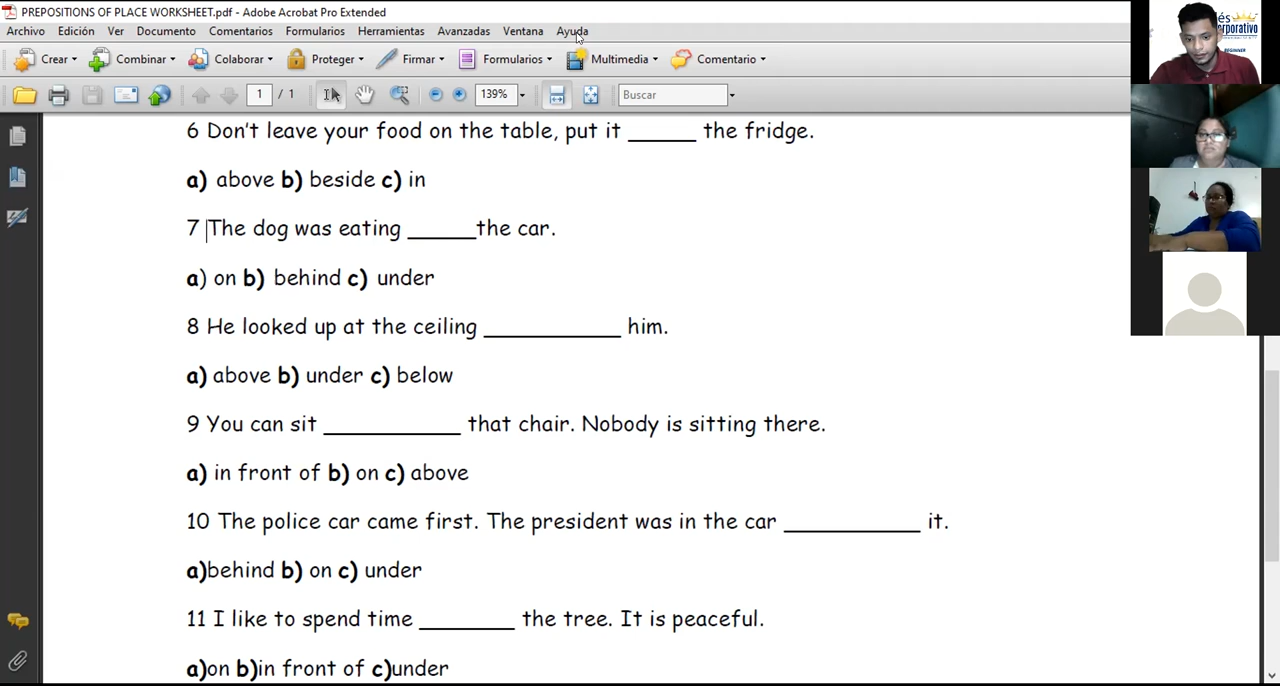 PREPOSITIONS OF PLACE WORKSHEET.pdf - Adobe Acrobat Pro Extended
Archivo Edición Ver Documento Comentarios Formularios Herramientas Avanzadas Ventana Ayuda
Crear Combinar Colaborar Proteger Firmar Formularios Multimedia Comentario
1 / 1 139% Buscar
6 Don't leave your food on the table, put it ______ the fridge.
a) above b) beside c) in
7 The dog was eating ______the car.
a) on b) behind c) under
8 He looked up at the ceiling ____________ him.
a) above b) under c) below
9 You can sit ____________ that chair. Nobody is sitting there.
a) in front of b) on c) above
10 The police car came first. The president was in the car ____________ it.
a)behind b) on c) under
11 I like to spend time ________ the tree. It is peaceful.
a)on b)in front of c)under
BEGINNER